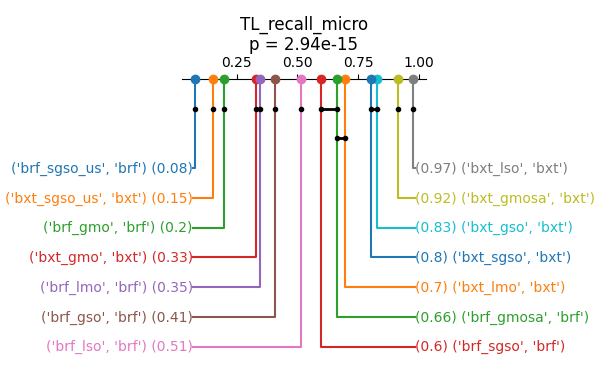 TL_recall_micro
p = 2.94e-15
0.25 0.50 0.75 1.00
('brf_sgso_us', 'brf') (0.08) (0.97) ('bxt_lso', 'bxt')
('bxt_sgso_us', 'bxt') (0.15) (0.92) ('bxt_gmosa', 'bxt')
('brf_gmo', 'brf') (0.2) (0.83) ('bxt_gso', 'bxt')
('bxt_gmo', 'bxt') (0.33) (0.8) ('bxt_sgso', 'bxt')
('brf_lmo', 'brf') (0.35) (0.7) ('bxt_lmo', 'bxt')
('brf_gso', 'brf') (0.41) (0.66) ('brf_gmosa', 'brf')
('brf_lso', 'brf') (0.51) (0.6) ('brf_sgso', 'brf')